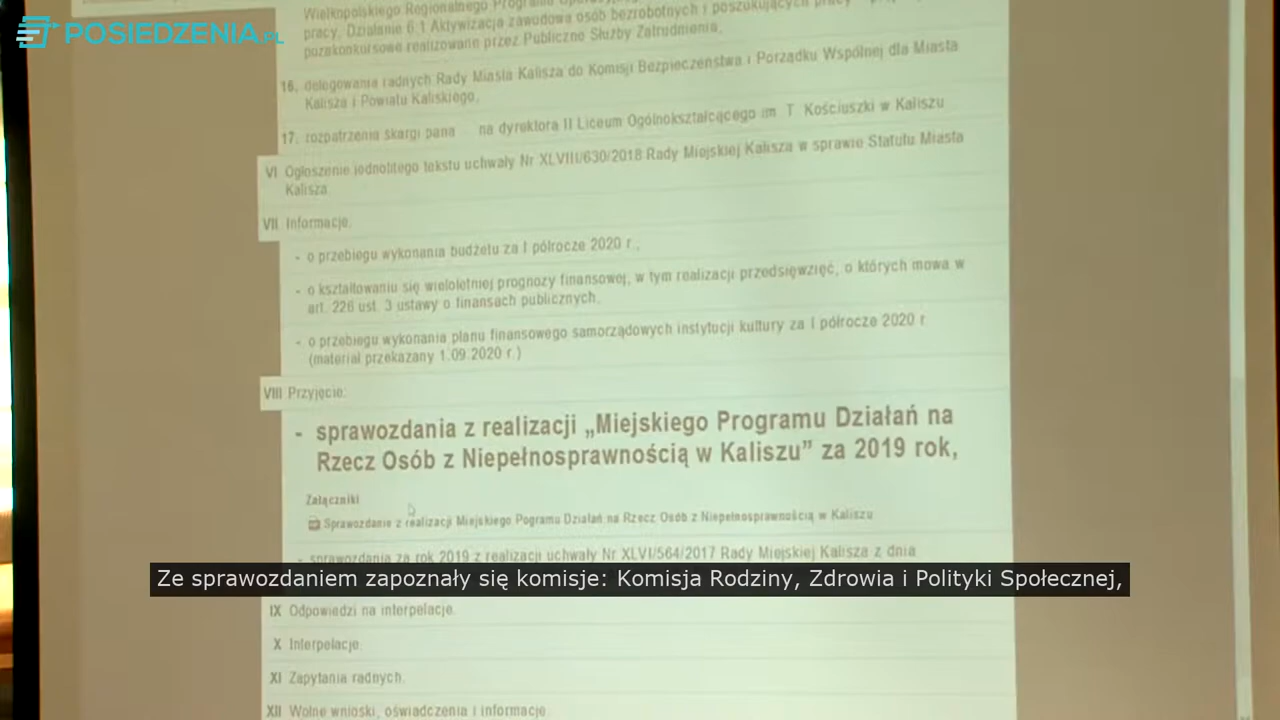 POSIEDZENIA.PL
Wielkopolskiego Regionalnego Programu
pracy, Działanie 6.1 Aktywizacja zawodowa osób bezrobotnych i poszukujących pracy
pozakonkursowe realizowane przez Publiczne Służby Zatrudnienia,
16. delegowania radnych Rady Miasta Kalisza do Komisji Bezpieczeństwa i Porządku Wspólnej dla Miasta
Kalisza i Powiatu Kaliskiego,
17. rozpatrzenia skargi pana na dyrektora II Liceum Ogólnokształcącego im. T. Kościuszki w Kaliszu
VI Ogłoszenie jednolitego tekstu uchwały Nr XLVIII/630/2018 Rady Miejskiej Kalisza w sprawie Statutu Miasta
Kalisza.
VII Informacje:
- o przebiegu wykonania budżetu za I półrocze 2020 r.,
- o kształtowaniu się wieloletniej prognozy finansowej, w tym realizacji przedsięwzięć, o których mowa w
art. 226 ust. 3 ustawy o finansach publicznych,
- o przebiegu wykonania planu finansowego samorządowych instytucji kultury za I półrocze 2020 r
(materiał przekazany 1.09.2020 r.)
VIII Przyjęcie:
- sprawozdania z realizacji „Miejskiego Programu Działań na
Rzecz Osób z Niepełnosprawnością w Kaliszu” za 2019 rok,
Załączniki
Sprawozdanie z realizacji Miejskiego Pogramu Działań na Rzecz Osób z Niepełnosprawnością w Kaliszu
- sprawozdania za rok 2019 z realizacji uchwały Nr XLVI/564/2017 Rady Miejskiej Kalisza z dnia
Ze sprawozdaniem zapoznały się komisje: Komisja Rodziny, Zdrowia i Polityki Społecznej,
IX Odpowiedzi na interpelacje.
X Interpelacje.
XI Zapytania radnych.
XII Wolne wnioski, oświadczenia i informacje.